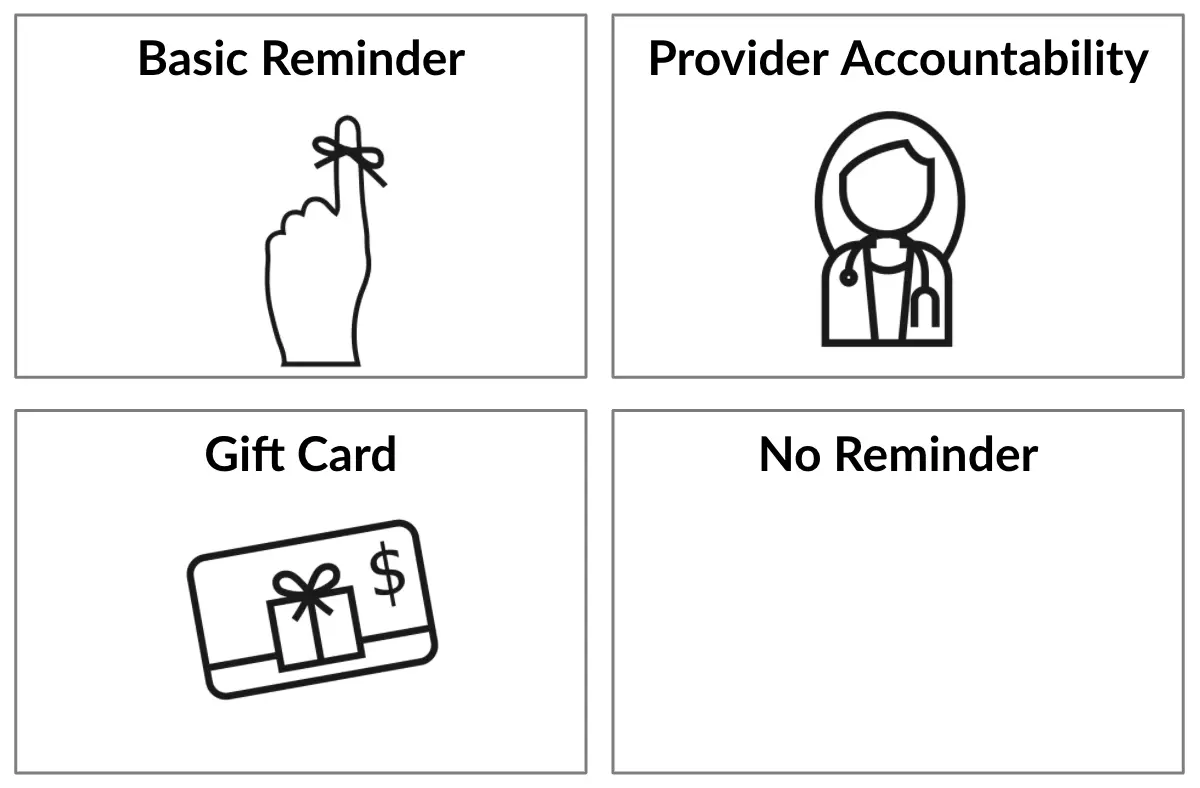 Basic Reminder
Provider Accountability
Gift Card
$
No Reminder